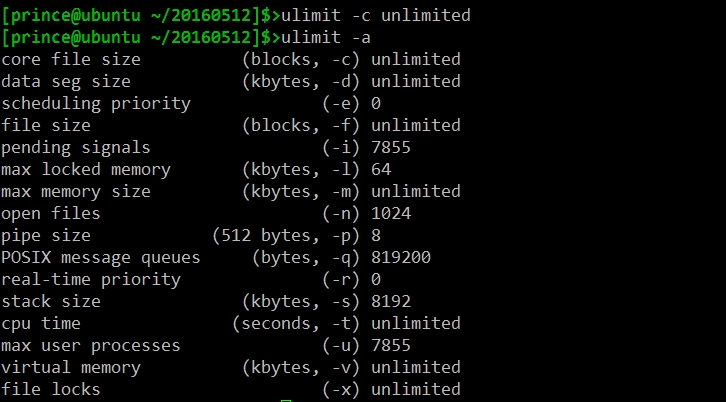 [prince@ubuntu ~/20160512]$>ulimit -c unlimited
[prince@ubuntu ~/20160512]$>ulimit -a
core file size          (blocks, -c) unlimited
data seg size           (kbytes, -d) unlimited
scheduling priority             (-e) 0
file size               (blocks, -f) unlimited
pending signals                 (-i) 7855
max locked memory       (kbytes, -l) 64
max memory size         (kbytes, -m) unlimited
open files                      (-n) 1024
pipe size            (512 bytes, -p) 8
POSIX message queues     (bytes, -q) 819200
real-time priority              (-r) 0
stack size              (kbytes, -s) 8192
cpu time               (seconds, -t) unlimited
max user processes              (-u) 7855
virtual memory          (kbytes, -v) unlimited
file locks                      (-x) unlimited